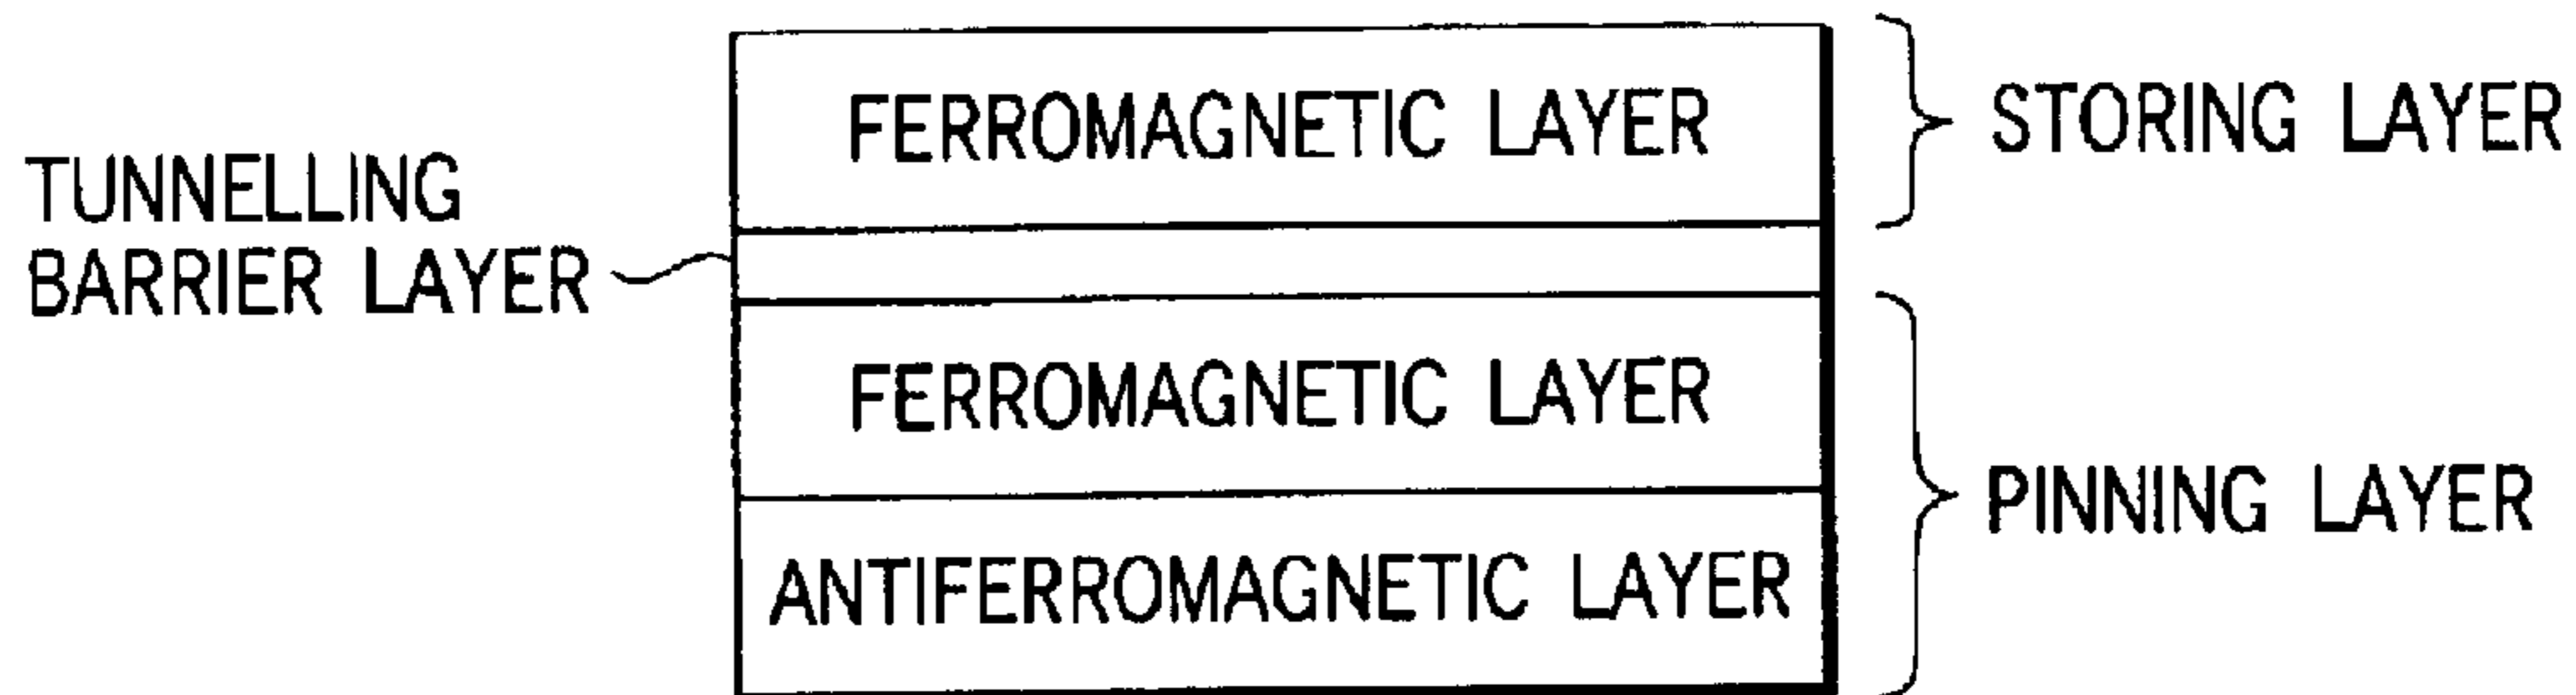 FERROMAGNETIC LAYER
STORING LAYER
TUNNELLING
BARRIER LAYER
FERROMAGNETIC LAYER
PINNING LAYER
ANTIFERROMAGNETIC LAYER